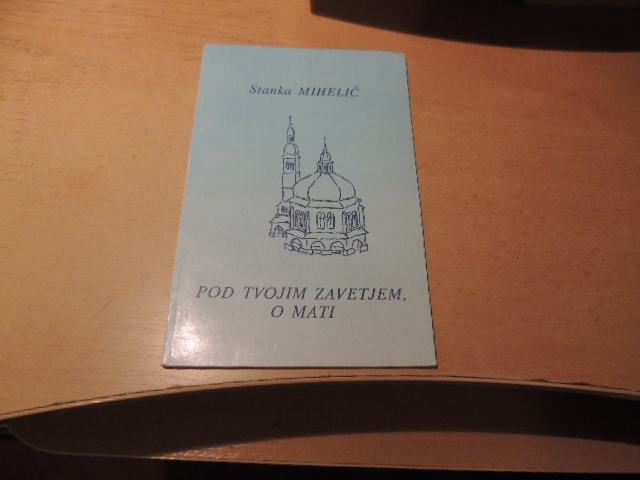 Stanka MIHELIČ
POD TVOJIM ZAVETJEM,
O MATI